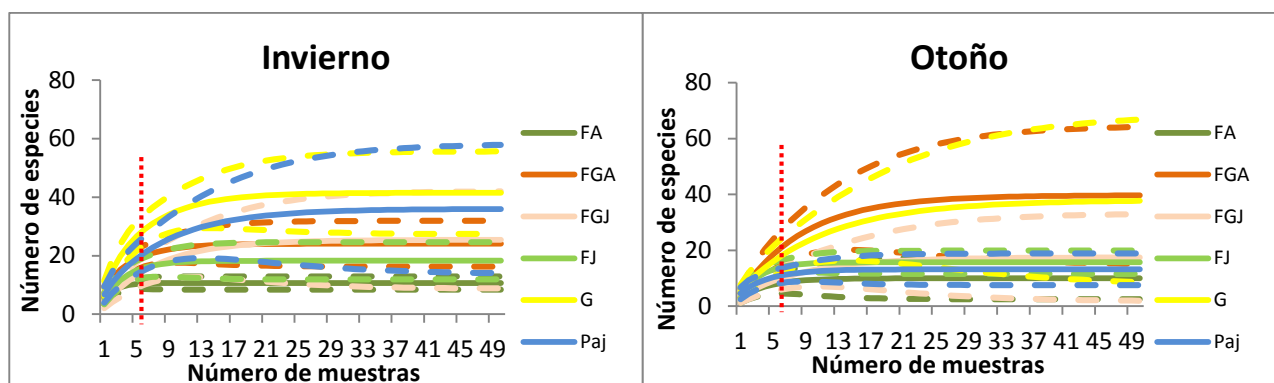 Invierno
Número de especies
80
60
40
20
0
1 5 9 13 17 21 25 29 33 37 41 45 49
Número de muestras
FA
FGA
FGJ
FJ
G
Paj
Otoño
Número de especies
80
60
40
20
0
1 5 9 13 17 21 25 29 33 37 41 45 49
Número de muestras
FA
FGA
FGJ
FJ
G
Paj